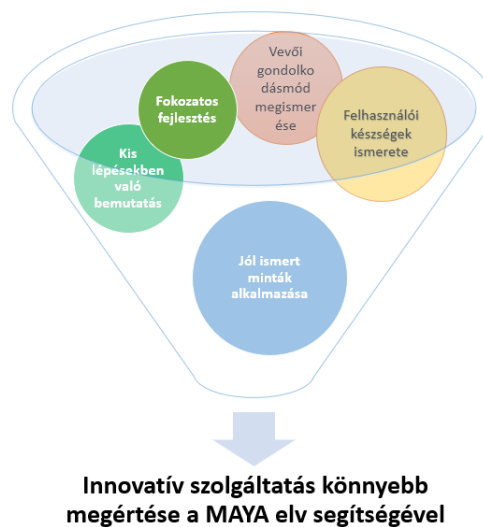 Vevői
gondolko
dásmód
megismer
ése
Fokozatos
fejlesztés
Felhasználói
készségek
ismerete
Kis
lépésekben
való
bemutatás
Jól ismert
minták
alkalmazása
Innovatív szolgáltatás könnyebb
megértése a MAYA elv segítségével